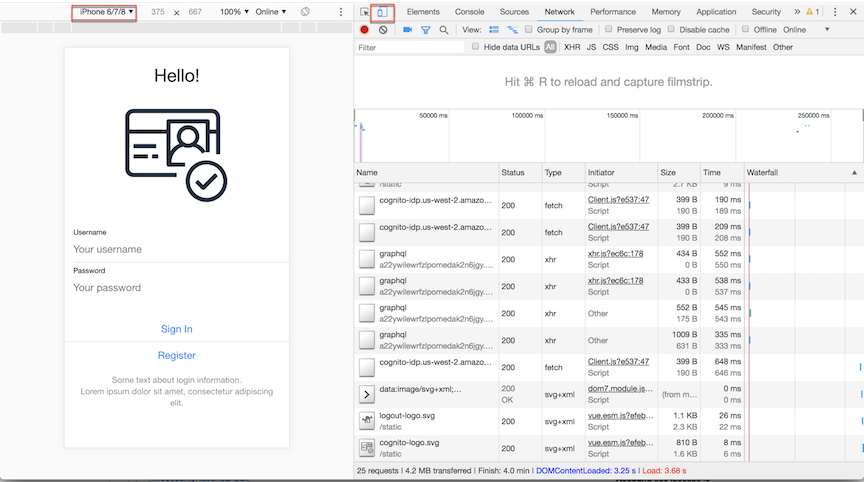 iPhone 6/7/8 ▼ 375 × 667 100% ▼ Online ▼
Elements Console Sources Network Performance Memory Application Security » 1
View: Group by frame Preserve log Disable cache Offline Online ▼
Filter Hide data URLs All XHR JS CSS Img Media Font Doc WS Manifest Other
Hit ⌘ R to reload and capture filmstrip.
50000 ms 100000 ms 150000 ms 200000 ms 250000 ms
Name Status Type Initiator Size Time Waterfall ▲
/static Script 2.7 KB 9 ms
cognito-idp.us-west-2.amazo... 200 fetch Client.js?e537:47 399 B 190 ms
Script 190 B 189 ms
cognito-idp.us-west-2.amazo... 200 fetch Client.js?e537:47 399 B 209 ms
Script 190 B 208 ms
graphql 200 xhr xhr.js?ec6c:178 434 B 552 ms
a22ywilewrfzlpomedak2n6jgy.... Script 0 B 550 ms
graphql 200 xhr xhr.js?ec6c:178 433 B 538 ms
a22ywilewrfzlpomedak2n6jgy.... Script 0 B 537 ms
graphql 200 xhr Other 552 B 545 ms
a22ywilewrfzlpomedak2n6jgy.... 175 B 543 ms
graphql 200 xhr Other 1009 B 335 ms
a22ywilewrfzlpomedak2n6jgy.... 631 B 333 ms
cognito-idp.us-west-2.amazo... 200 fetch Client.js?e537:47 399 B 648 ms
Script 190 B 646 ms
data:image/svg+xml;... 200 OK svg+xml dom7.module.js... (from m... 0 ms
Script 0 ms
logout-logo.svg 200 svg+xml vue.esm.js?efeb... 1.1 KB 26 ms
/static Script 2.3 KB 22 ms
cognito-logo.svg 200 svg+xml vue.esm.js?efeb... 810 B 8 ms
/static Script 1.6 KB 6 ms
25 requests | 4.2 MB transferred | Finish: 4.0 min | DOMContentLoaded: 3.25 s | Load: 3.68 s
Hello!
Username
Your username
Password
Your password
Sign In
Register
Some text about login information.
Lorem ipsum dolor sit amet, consectetur adipiscing
elit.